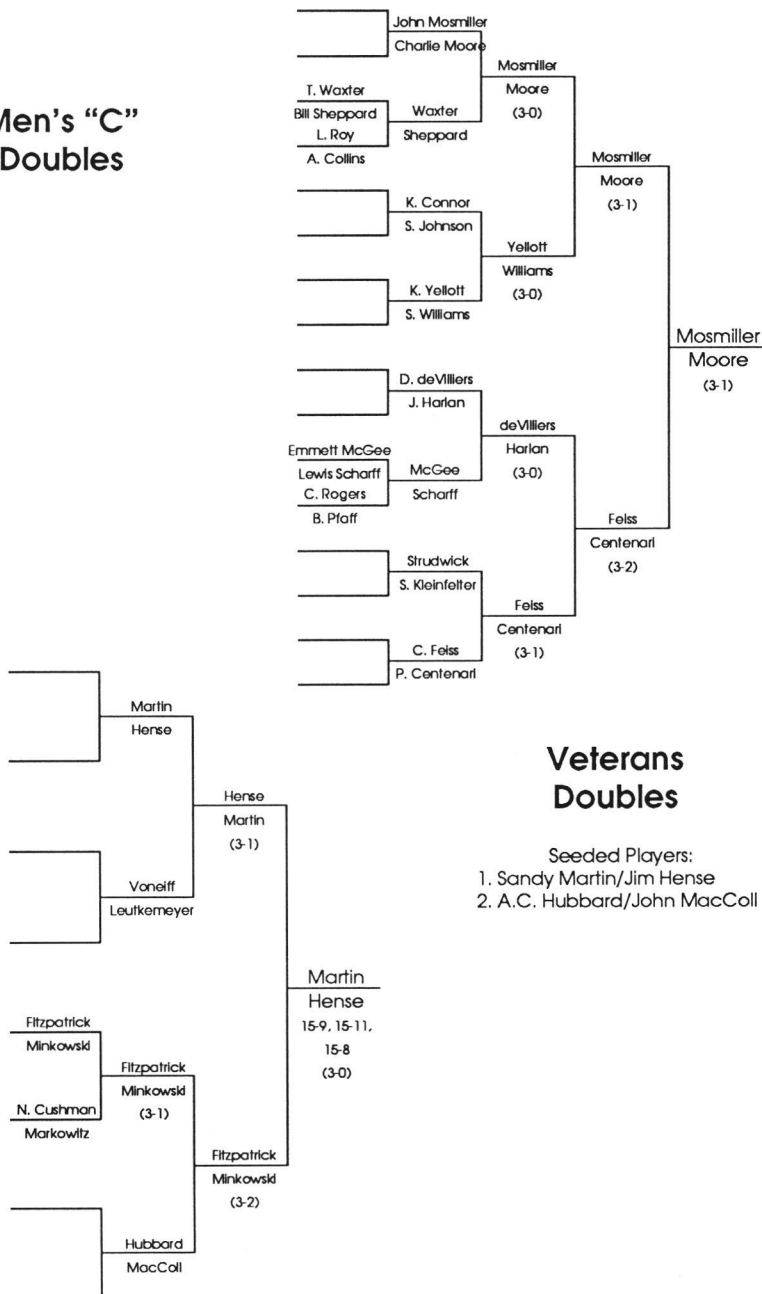 Men's "C"
Doubles
John Mosmiller
Charlie Moore
T. Waxter
Bill Sheppard
L. Roy
A. Collins
Waxter
Sheppard
Mosmiller
Moore
(3-0)
K. Connor
S. Johnson
K. Yellott
S. Williams
Yellott
Williams
(3-0)
Mosmiller
Moore
(3-1)
D. deVilliers
J. Harlan
Emmett McGee
Lewis Scharff
C. Rogers
B. Pfaff
McGee
Scharff
deVilliers
Harlan
(3-0)
Strudwick
S. Kleinfelter
C. Feiss
P. Centenari
Feiss
Centenari
(3-1)
Feiss
Centenari
(3-2)
Mosmiller
Moore
(3-1)
Veterans
Doubles
Seeded Players:
1. Sandy Martin/Jim Hense
2. A.C. Hubbard/John MacColl
Martin
Hense
Voneiff
Leutkemeyer
Hense
Martin
(3-1)
Fitzpatrick
Minkowski
N. Cushman
Markowitz
Fitzpatrick
Minkowski
(3-1)
Hubbard
MacColl
Fitzpatrick
Minkowski
(3-2)
Martin
Hense
15-9, 15-11,
15-8
(3-0)